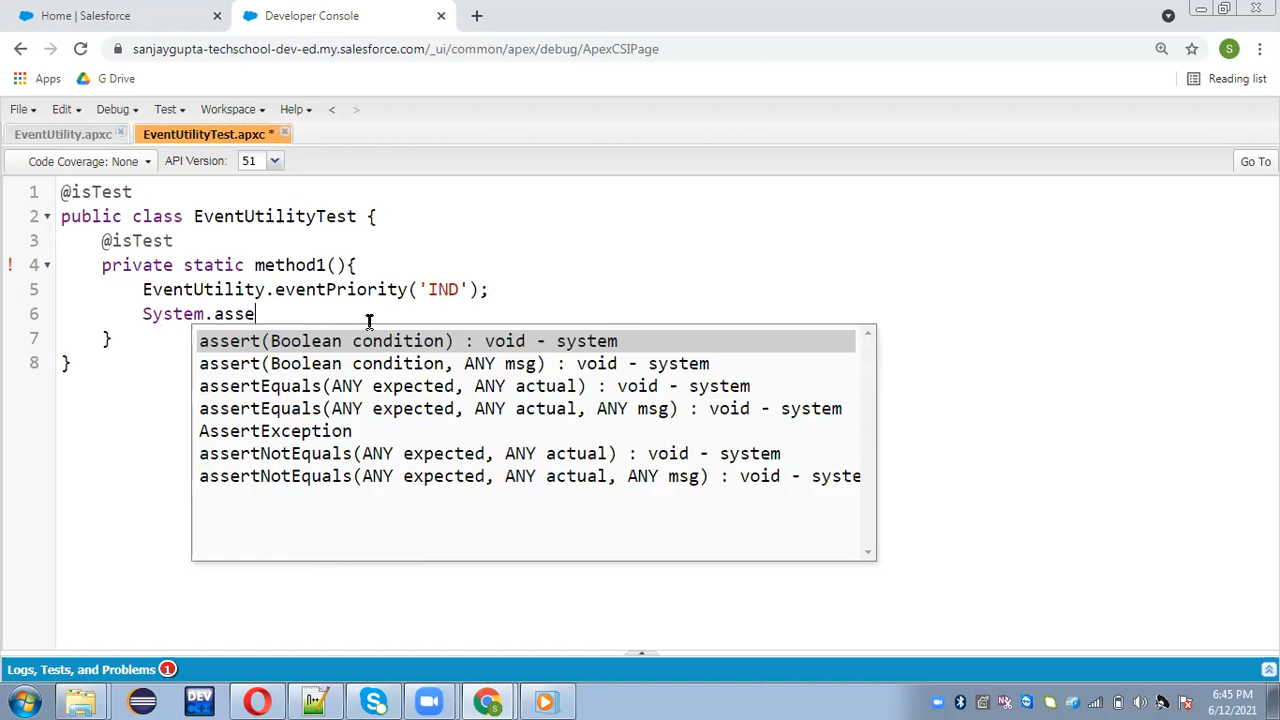 Home | Salesforce
Developer Console
sanjaygupta-techschool-dev-ed.my.salesforce.com/_ui/common/apex/debug/ApexCSIPage
S
Apps
G Drive
Reading list
File
Edit
Debug
Test
Workspace
Help
<
>
EventUtility.apxc
EventUtilityTest.apxc *
Code Coverage: None
API Version:
51
Go To
1 @isTest
2 public class EventUtilityTest {
3 @isTest
! 4 private static method1(){
5 EventUtility.eventPriority('IND');
6 System.asse
7 }
8 }
assert(Boolean condition) : void - system
assert(Boolean condition, ANY msg) : void - system
assertEquals(ANY expected, ANY actual) : void - system
assertEquals(ANY expected, ANY actual, ANY msg) : void - system
AssertException
assertNotEquals(ANY expected, ANY actual) : void - system
assertNotEquals(ANY expected, ANY actual, ANY msg) : void - syste
Logs, Tests, and Problems 1
DEV
S
6:45 PM
6/12/2021